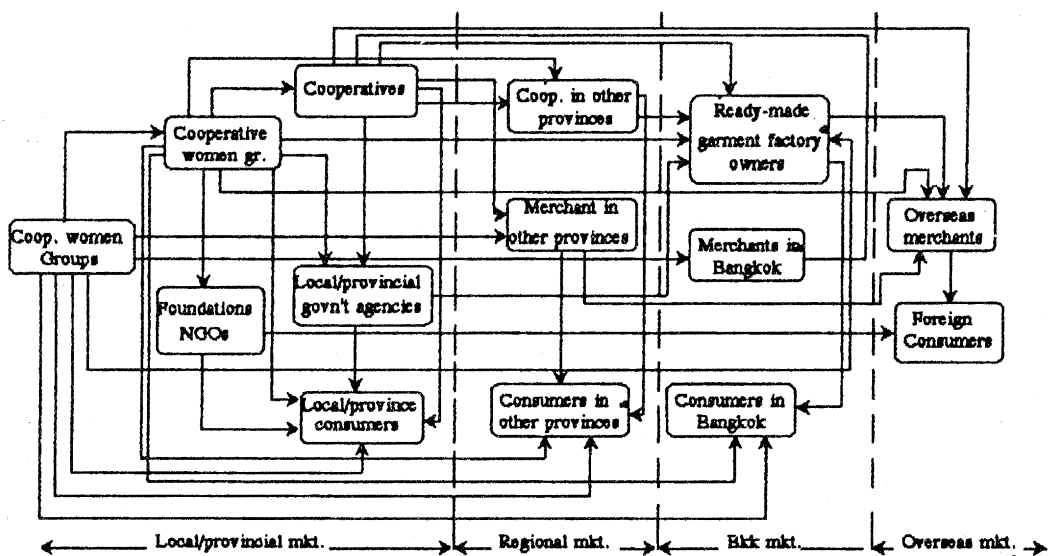 Cooperatives
Coop. in other
provinces
Ready-made
garment factory
owners
Cooperative
women gr.
Coop. women
Groups
Merchant in
other provinces
Merchants in
Bangkok
Overseas
merchants
Local/provincial
govn't agencies
Foundations
NGOs
Foreign
Consumers
Local/province
consumers
Consumers in
other provinces
Consumers in
Bangkok
Local/provincial mkt.
Regional mkt.
Bkk mkt.
Overseas mkt.